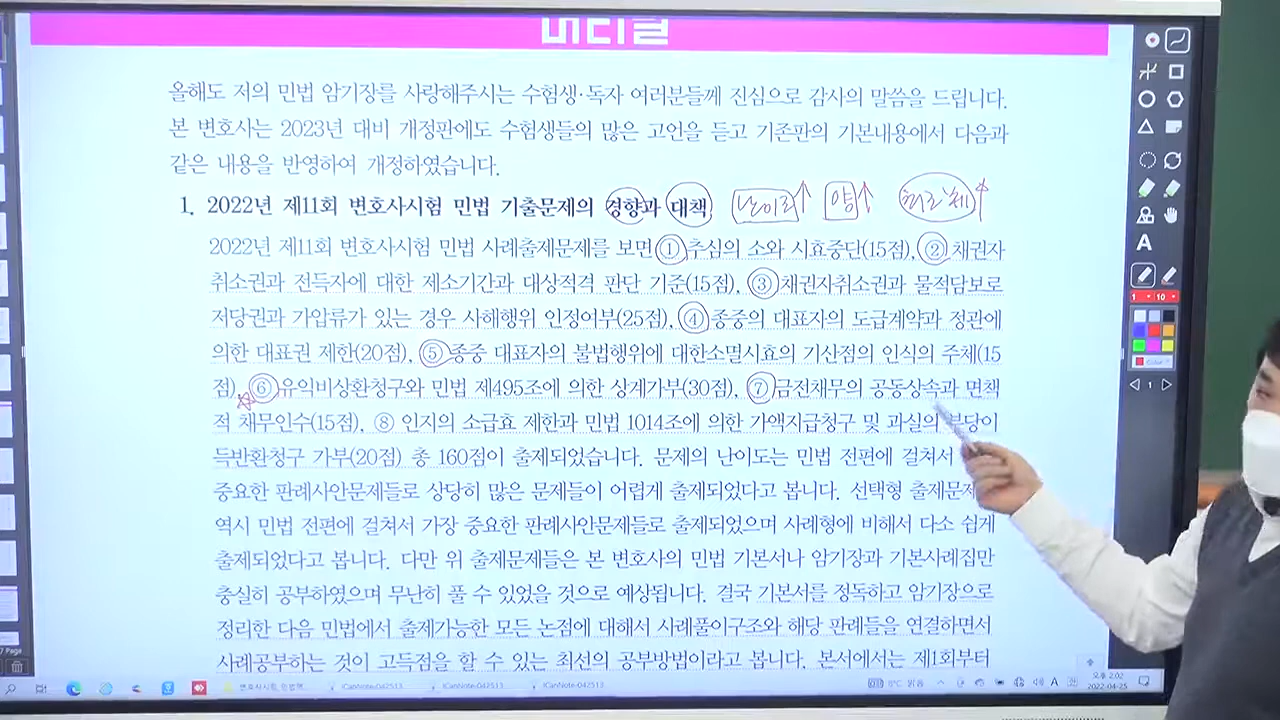 머리말
올해도 저의 민법 암기장를 사랑해주시는 수험생·독자 여러분들께 진심으로 감사의 말씀을 드립니다.
본 변호사는 2023년 대비 개정판에도 수험생들의 많은 고언을 듣고 기존판의 기본내용에서 다음과
같은 내용을 반영하여 개정하였습니다.
1. 2022년 제11회 변호사시험 민법 기출문제의 경향과 대책 난이도↑ 양↑
2022년 제11회 변호사시험 민법 사례출제문제를 보면 ① 추심의 소와 시효중단(15점), ② 채권자
취소권과 전득자에 대한 제소기간과 대상적격 판단 기준(15점), ③ 채권자취소권과 물적담보로
저당권과 가압류가 있는 경우 사해행위 인정여부(25점), ④ 종중의 대표자의 도급계약과 정관에
의한 대표권 제한(20점), ⑤ 종중 대표자의 불법행위에 대한소멸시효의 기산점의 인식의 주체(15
점), ⑥ 유익비상환청구와 민법 제495조에 의한 상계가부(30점), ⑦ 금전채무의 공동상속과 면책
적 채무인수(15점), ⑧ 인지의 소급효 제한과 민법 1014조에 의한 가액지급청구 및 과실의 부당이
득반환청구 가부(20점) 총 160점이 출제되었습니다. 문제의 난이도는 민법 전편에 걸쳐서
중요한 판례사안문제들로 상당히 많은 문제들이 어렵게 출제되었다고 봅니다. 선택형 출제문제
역시 민법 전편에 걸쳐서 가장 중요한 판례사안문제들로 출제되었으며 사례형에 비해서 다소 쉽게
출제되었다고 봅니다. 다만 위 출제문제들은 본 변호사의 민법 기본서나 암기장과 기본사례집만
충실히 공부하였으며 무난히 풀 수 있었을 것으로 예상됩니다. 결국 기본서를 정독하고 암기장으로
정리한 다음 민법에서 출제가능한 모든 논점에 대해서 사례풀이구조와 해당 판례들을 연결하면서
사례공부하는 것이 고득점을 할 수 있는 최선의 공부방법이라고 봅니다. 본서에서는 제1회부터
A
1 10
Color
1
Page
iCanNote-042513
iCanNote-042513
iCanNote-042513
맑음
A
오후 2:02
2022-04-25